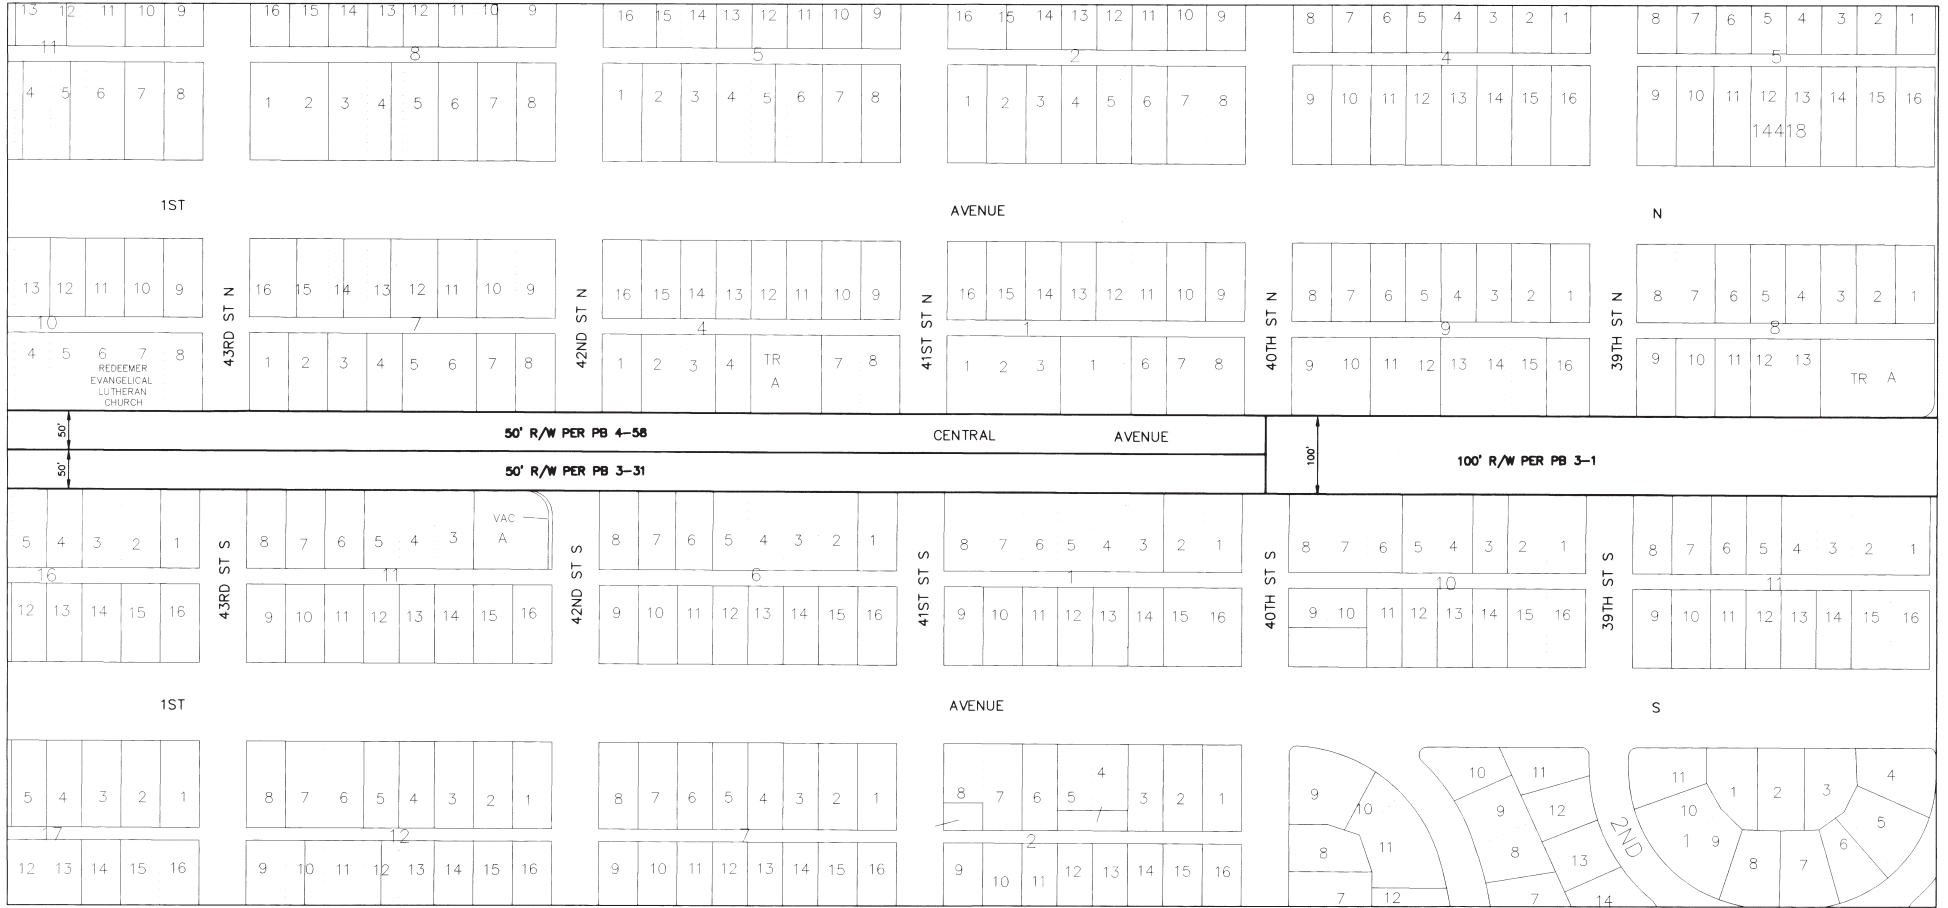 13 12 11 10 9 16 15 14 13 12 11 10 9 16 15 14 13 12 11 10 9 16 15 14 13 12 11 10 9 8 7 6 5 4 3 2 1 8 7 6 5 4 3 2 1
11 8 5 2 4 5
4 5 6 7 8 1 2 3 4 5 6 7 8 1 2 3 4 5 6 7 8 1 2 3 4 5 6 7 8 9 10 11 12 13 14 15 16 9 10 11 12 13 14 15 16
14418
1ST AVENUE N
13 12 11 10 9 16 15 14 13 12 11 10 9 16 15 14 13 12 11 10 9 16 15 14 13 12 11 10 9 8 7 6 5 4 3 2 1 8 7 6 5 4 3 2 1
43RD ST N
42ND ST N
41ST ST N
40TH ST N
39TH ST N
10 7 4 1 9 8
4 5 6 7 8 1 2 3 4 5 6 7 8 1 2 3 4 TR 7 8 1 2 3 1 6 7 8 9 10 11 12 13 14 15 16 9 10 11 12 13 TR A
A
REDEEMER
EVANGELICAL
LUTHERAN
CHURCH
50' 50' R/W PER PB 4-58 CENTRAL AVENUE
50' 50' R/W PER PB 3-31
100' 100' R/W PER PB 3-1
5 4 3 2 1 8 7 6 5 4 3 VAC
A 8 7 6 5 4 3 2 1 8 7 6 5 4 3 2 1 8 7 6 5 4 3 2 1 8 7 6 5 4 3 2 1
43RD ST S
42ND ST S
41ST ST S
40TH ST S
39TH ST S
16 11 6 1 10 11
12 13 14 15 16 9 10 11 12 13 14 15 16 9 10 11 12 13 14 15 16 9 10 11 12 13 14 15 16 9 10 11 12 13 14 15 16 9 10 11 12 13 14 15 16
1ST AVENUE S
5 4 3 2 1 8 7 6 5 4 3 2 1 8 7 6 5 4 3 2 1 8 7 6 5 4 3 2 1
17 12 7 2
12 13 14 15 16 9 10 11 12 13 14 15 16 9 10 11 12 13 14 15 16 9 10 11 12 13 14 15 16
9 10 8 11 7 12
10 11 9 12 8 13 7 14
2ND
11 1 2 3 4
10 1 9 8 7 6 5